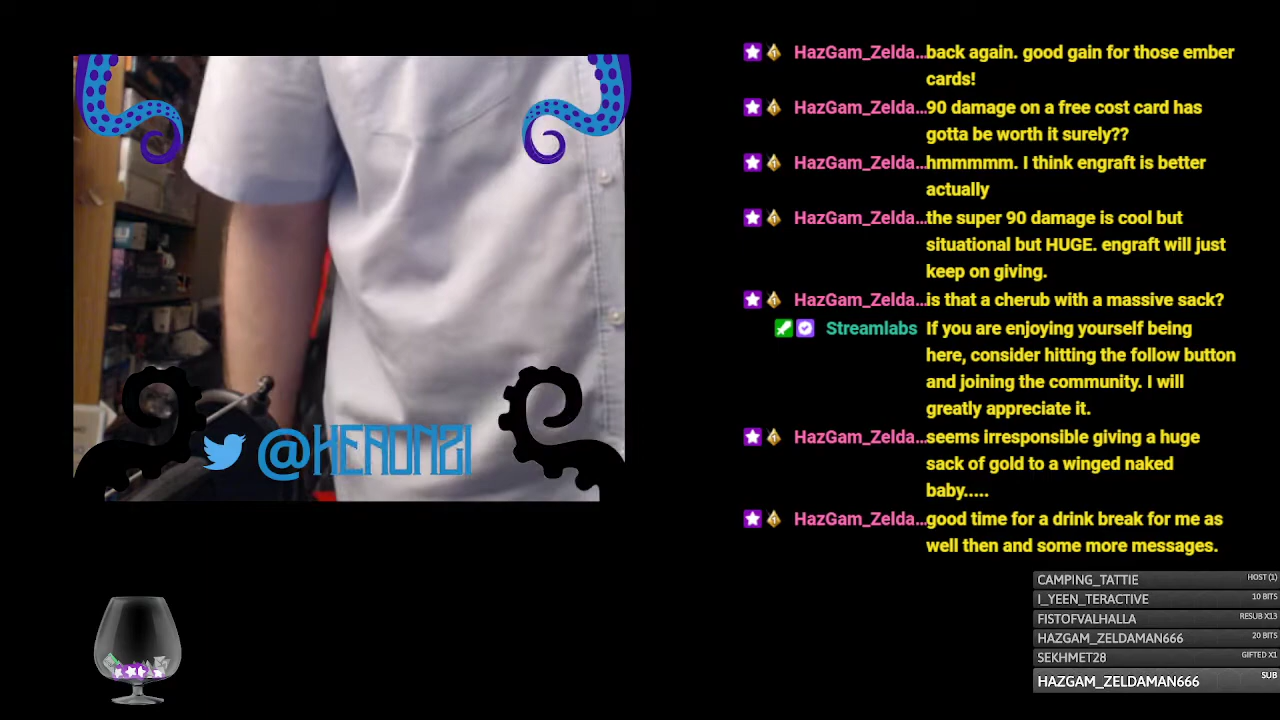 HazGam_Zelda... back again. good gain for those ember
cards!
HazGam_Zelda... 90 damage on a free cost card has
gotta be worth it surely??
HazGam_Zelda... hmmmmm. I think engraft is better
actually
HazGam_Zelda... the super 90 damage is cool but
situational but HUGE. engraft will just
keep on giving.
HazGam_Zelda... is that a cherub with a massive sack?
Streamlabs If you are enjoying yourself being
here, consider hitting the follow button
and joining the community. I will
greatly appreciate it.
HazGam_Zelda... seems irresponsible giving a huge
sack of gold to a winged naked
baby.....
HazGam_Zelda... good time for a drink break for me as
well then and some more messages.
@HERONZI
CAMPING_TATTIE HOST (1)
I_YEEN_TERACTIVE 10 BITS
FISTOFVALHALLA RESUB X13
HAZGAM_ZELDAMAN666 20 BITS
SEKHMET28 GIFTED X1
HAZGAM_ZELDAMAN666 SUB